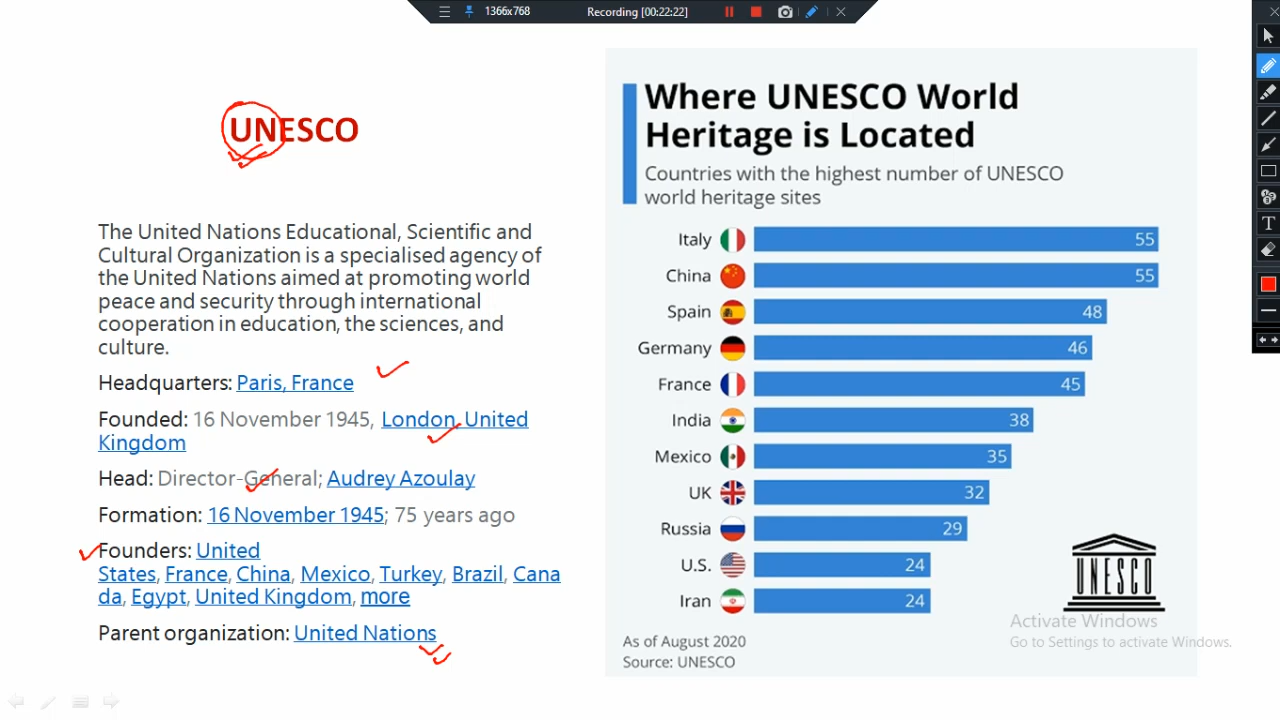 1366x768
Recording [00:22:22]
UNESCO
The United Nations Educational, Scientific and
Cultural Organization is a specialised agency of
the United Nations aimed at promoting world
peace and security through international
cooperation in education, the sciences, and
culture.
Headquarters: Paris, France
Founded: 16 November 1945, London, United
Kingdom
Head: Director-General; Audrey Azoulay
Formation: 16 November 1945; 75 years ago
Founders: United
States, France, China, Mexico, Turkey, Brazil, Cana
da, Egypt, United Kingdom, more
Parent organization: United Nations
Where UNESCO World
Heritage is Located
Countries with the highest number of UNESCO
world heritage sites
Italy 55
China 55
Spain 48
Germany 46
France 45
India 38
Mexico 35
UK 32
Russia 29
U.S. 24
Iran 24
UNESCO
As of August 2020
Source: UNESCO
Activate Windows
Go to Settings to activate Windows.
T